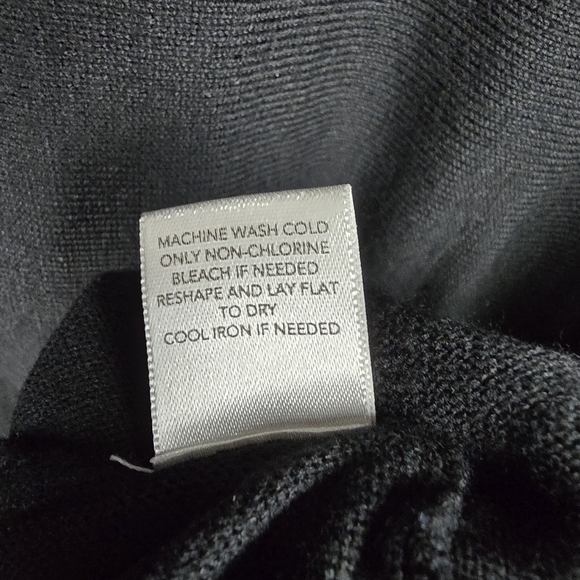 MACHINE WASH COLD
ONLY NON-CHLORINE
BLEACH IF NEEDED
RESHAPE AND LAY FLAT
TO DRY
COOL IRON IF NEEDED